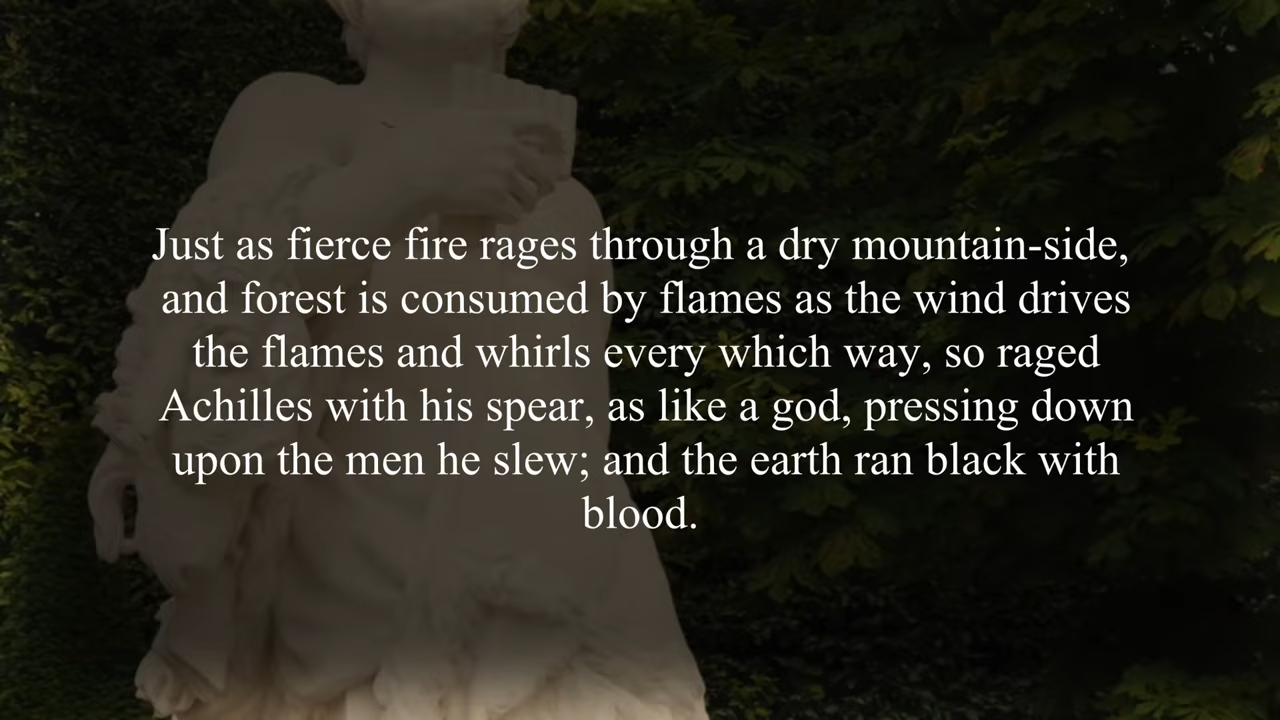 Just as fierce fire rages through a dry mountain-side,
and forest is consumed by flames as the wind drives
the flames and whirls every which way, so raged
Achilles with his spear, as like a god, pressing down
upon the men he slew; and the earth ran black with
blood.